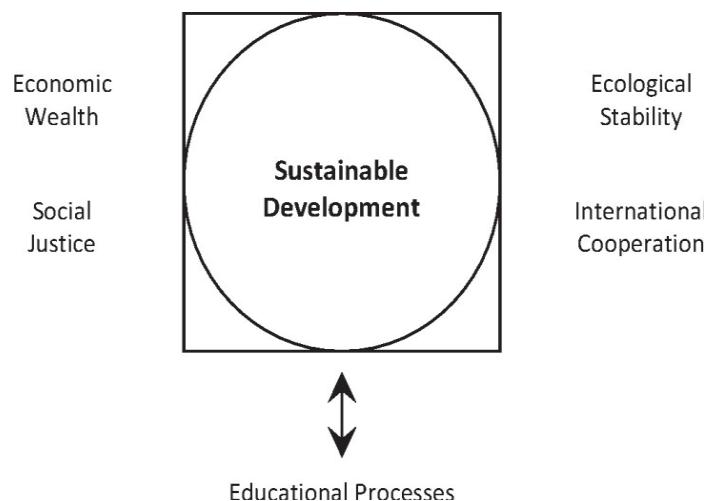 Economic
Wealth
Ecological
Stability
Sustainable
Development
Social
Justice
International
Cooperation
Educational Processes